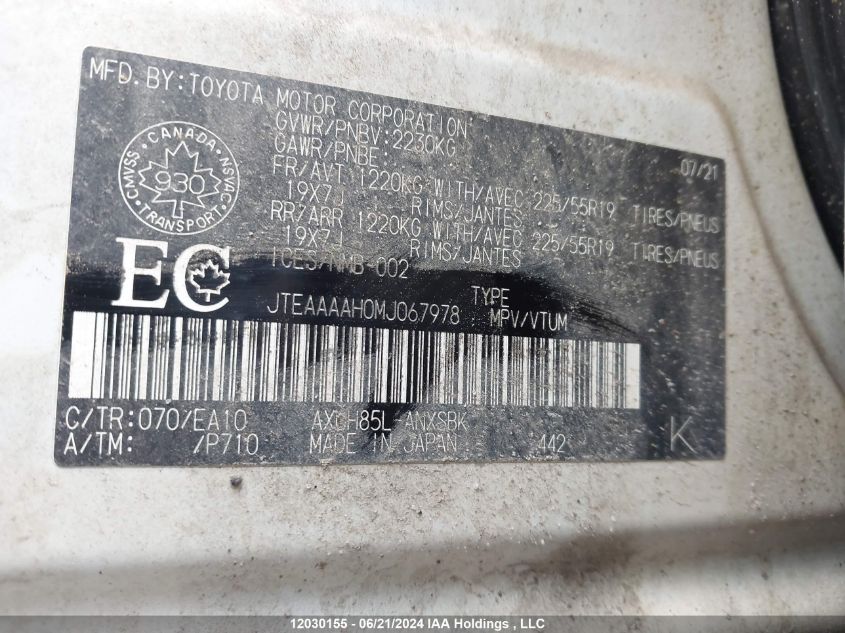 MFD. BY: TOYOTA MOTOR CORPORATION
GVWR/PNBV: 2230KG
07/21
GAWR/PNBE:
FR/AVT 1220KG WITH/AVEC 225/55R19 TIRES/PNEUS
19X7J RIMS/JANTES
RR/ARR 1220KG WITH/AVEC 225/55R19 TIRES/PNEUS
19X7J RIMS/JANTES
ICES/NMB-002
CANADA
CMVSS 930 NSVAC
TRANSPORT
EC
JTEAAAAH0MJ067978
TYPE
MPV/VTUM
C/TR: 070/EA10 ANXSBK
A/TM: /P710 MADE IN JAPAN 442
K
12030155 - 06/21/2024 IAA Holdings , LLC